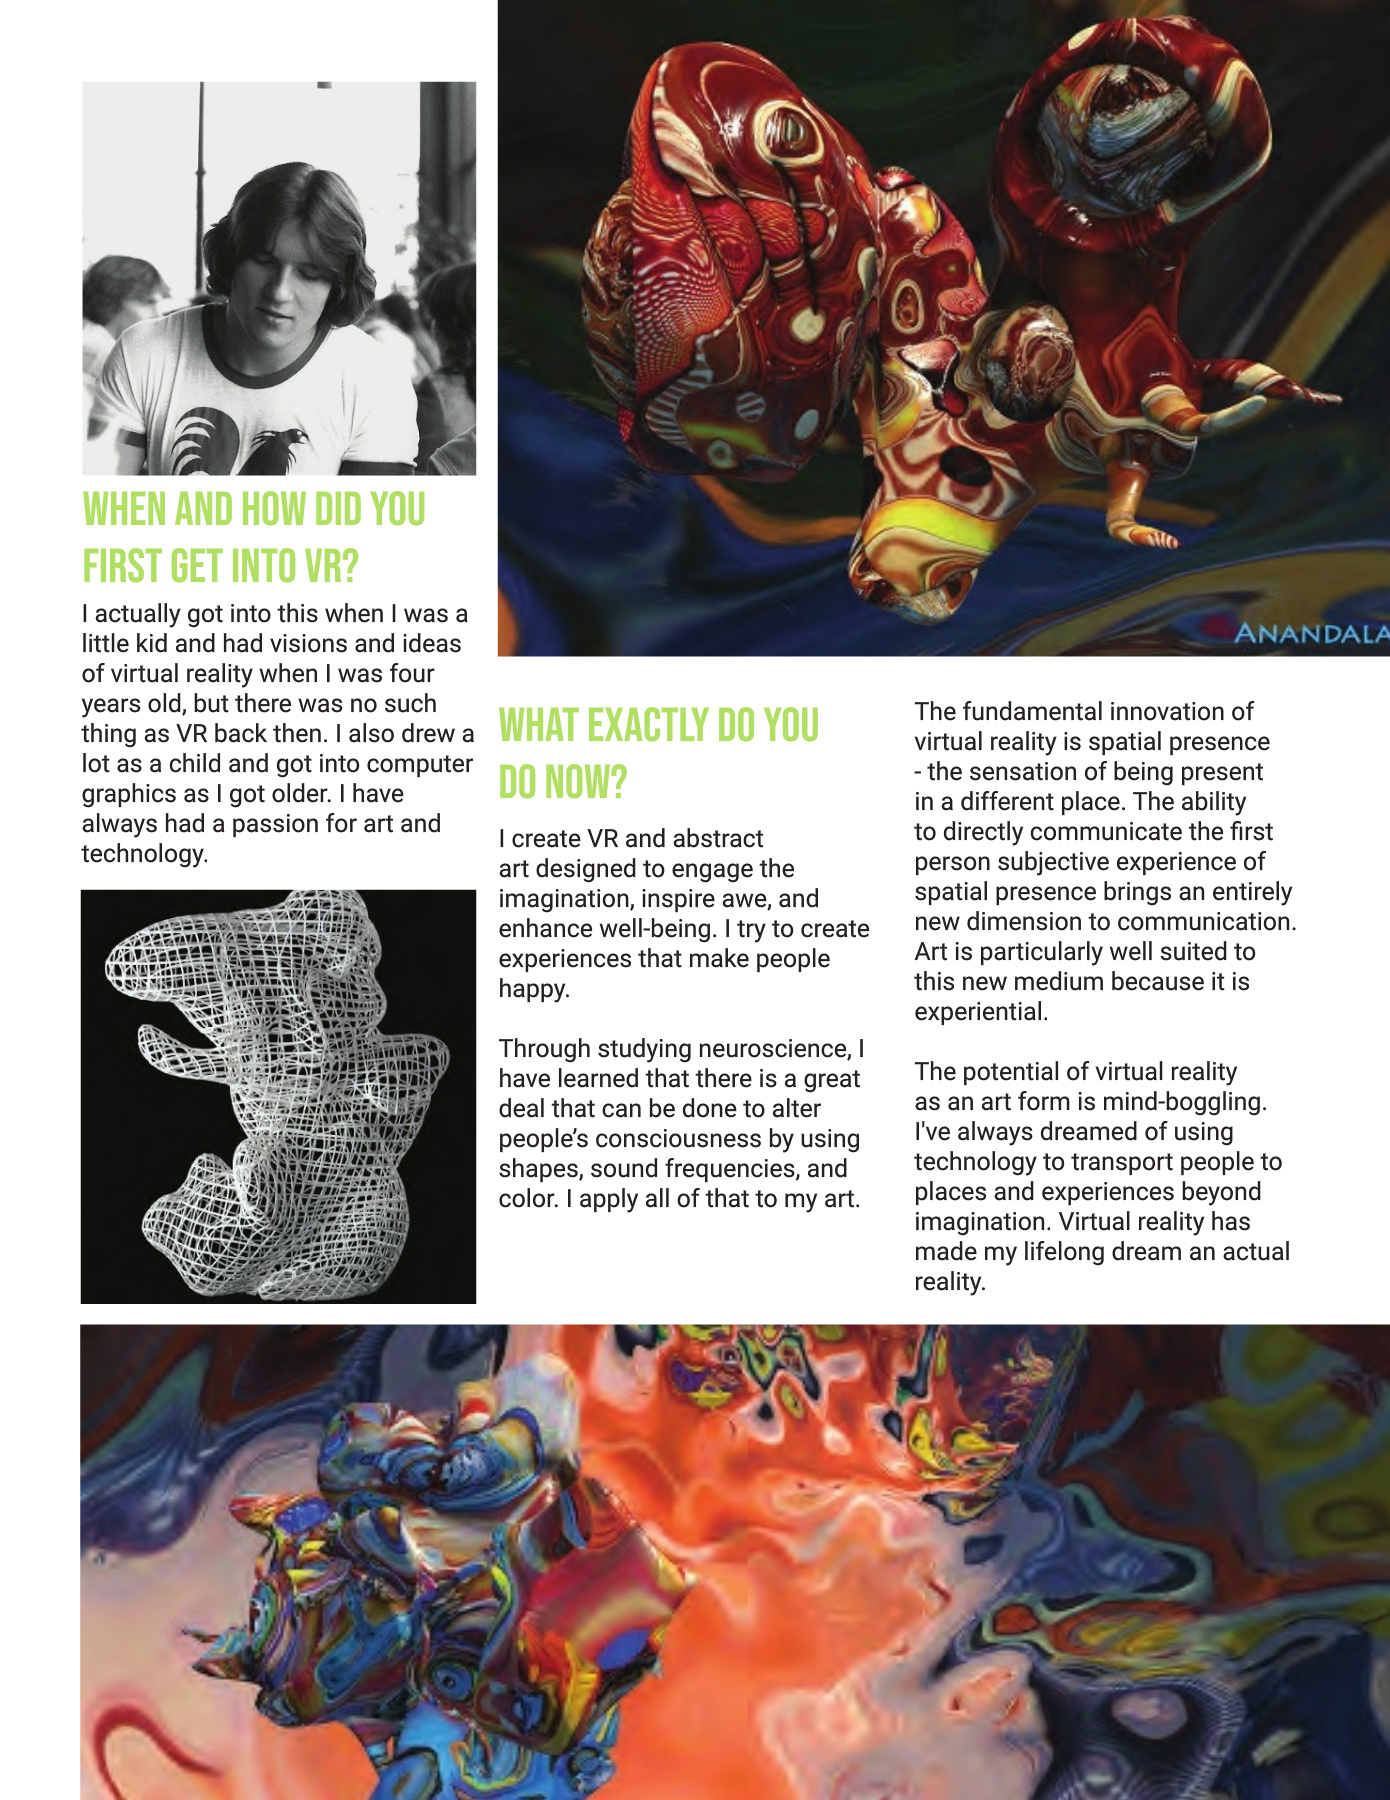 WHEN AND HOW DID YOU
FIRST GET INTO VR?
I actually got into this when I was a
little kid and had visions and ideas
of virtual reality when I was four
years old, but there was no such
thing as VR back then. I also drew a
lot as a child and got into computer
graphics as I got older. I have
always had a passion for art and
technology.
ANANDALA
WHAT EXACTLY DO YOU
DO NOW?
I create VR and abstract
art designed to engage the
imagination, inspire awe, and
enhance well-being. I try to create
experiences that make people
happy.
Through studying neuroscience, I
have learned that there is a great
deal that can be done to alter
people’s consciousness by using
shapes, sound frequencies, and
color. I apply all of that to my art.
The fundamental innovation of
virtual reality is spatial presence
- the sensation of being present
in a different place. The ability
to directly communicate the first
person subjective experience of
spatial presence brings an entirely
new dimension to communication.
Art is particularly well suited to
this new medium because it is
experiential.
The potential of virtual reality
as an art form is mind-boggling.
I've always dreamed of using
technology to transport people to
places and experiences beyond
imagination. Virtual reality has
made my lifelong dream an actual
reality.